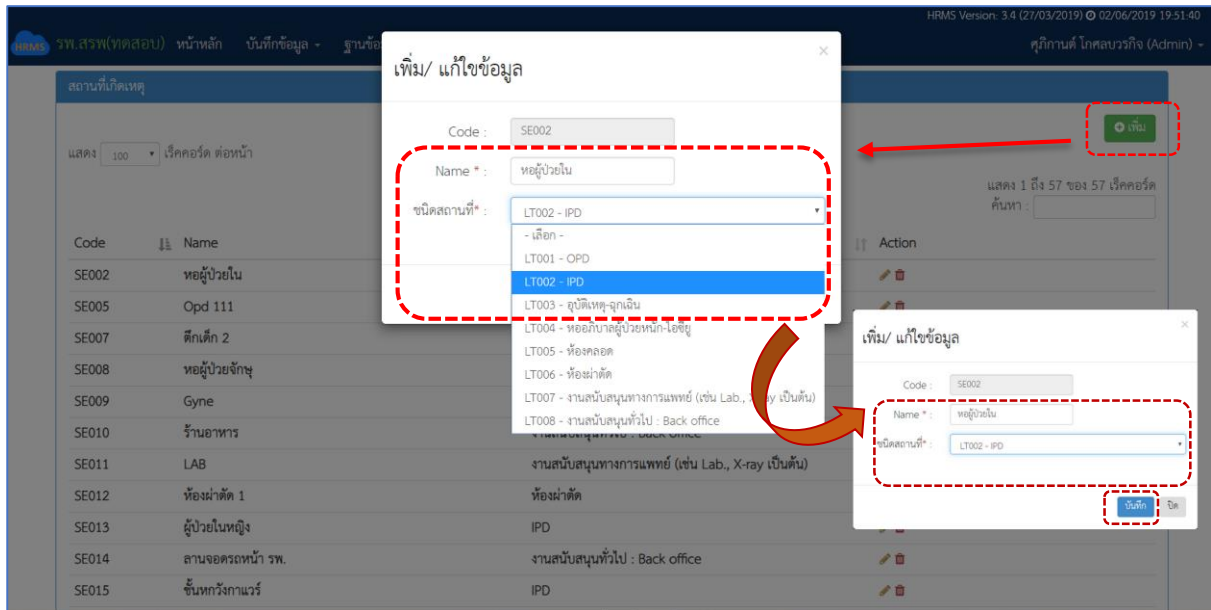 HRMS Version: 3.4 (27/03/2019) 02/06/2019 19:51:40
HRMS รพ.สรพ(ทดสอบ) หน้าหลัก บันทึกข้อมูล ฐานข้อ
ศุภิกานต์ โกศลบวรกิจ (Admin)
สถานที่เกิดเหตุ
เพิ่ม
แสดง 100 เร็คคอร์ด ต่อหน้า
แสดง 1 ถึง 57 ของ 57 เร็คคอร์ด
ค้นหา :
เพิ่ม/ แก้ไขข้อมูล
×
Code : SE002
Name * : หอผู้ป่วยใน
ชนิดสถานที่* : LT002 - IPD
- เลือก -
LT001 - OPD
LT002 - IPD
LT003 - อุบัติเหตุ-ฉุกเฉิน
LT004 - หออภิบาลผู้ป่วยหนัก-ไอซียู
LT005 - ห้องคลอด
LT006 - ห้องผ่าตัด
LT007 - งานสนับสนุนทางการแพทย์ (เช่น Lab., X-ray เป็นต้น)
LT008 - งานสนับสนุนทั่วไป : Back office
Code Name Action
SE002 หอผู้ป่วยใน
SE005 Opd 111
SE007 ตึกเด็ก 2
SE008 หอผู้ป่วยจักษุ
SE009 Gyne
SE010 ร้านอาหาร งานสนับสนุนทั่วไป : Back office
SE011 LAB งานสนับสนุนทางการแพทย์ (เช่น Lab., X-ray เป็นต้น)
SE012 ห้องผ่าตัด 1 ห้องผ่าตัด
SE013 ผู้ป่วยในหญิง IPD
SE014 ลานจอดรถหน้า รพ. งานสนับสนุนทั่วไป : Back office
SE015 ชั้นหกวังกาแวร์ IPD
เพิ่ม/ แก้ไขข้อมูล
×
Code : SE002
Name * : หอผู้ป่วยใน
ชนิดสถานที่* : LT002 - IPD
บันทึก ปิด